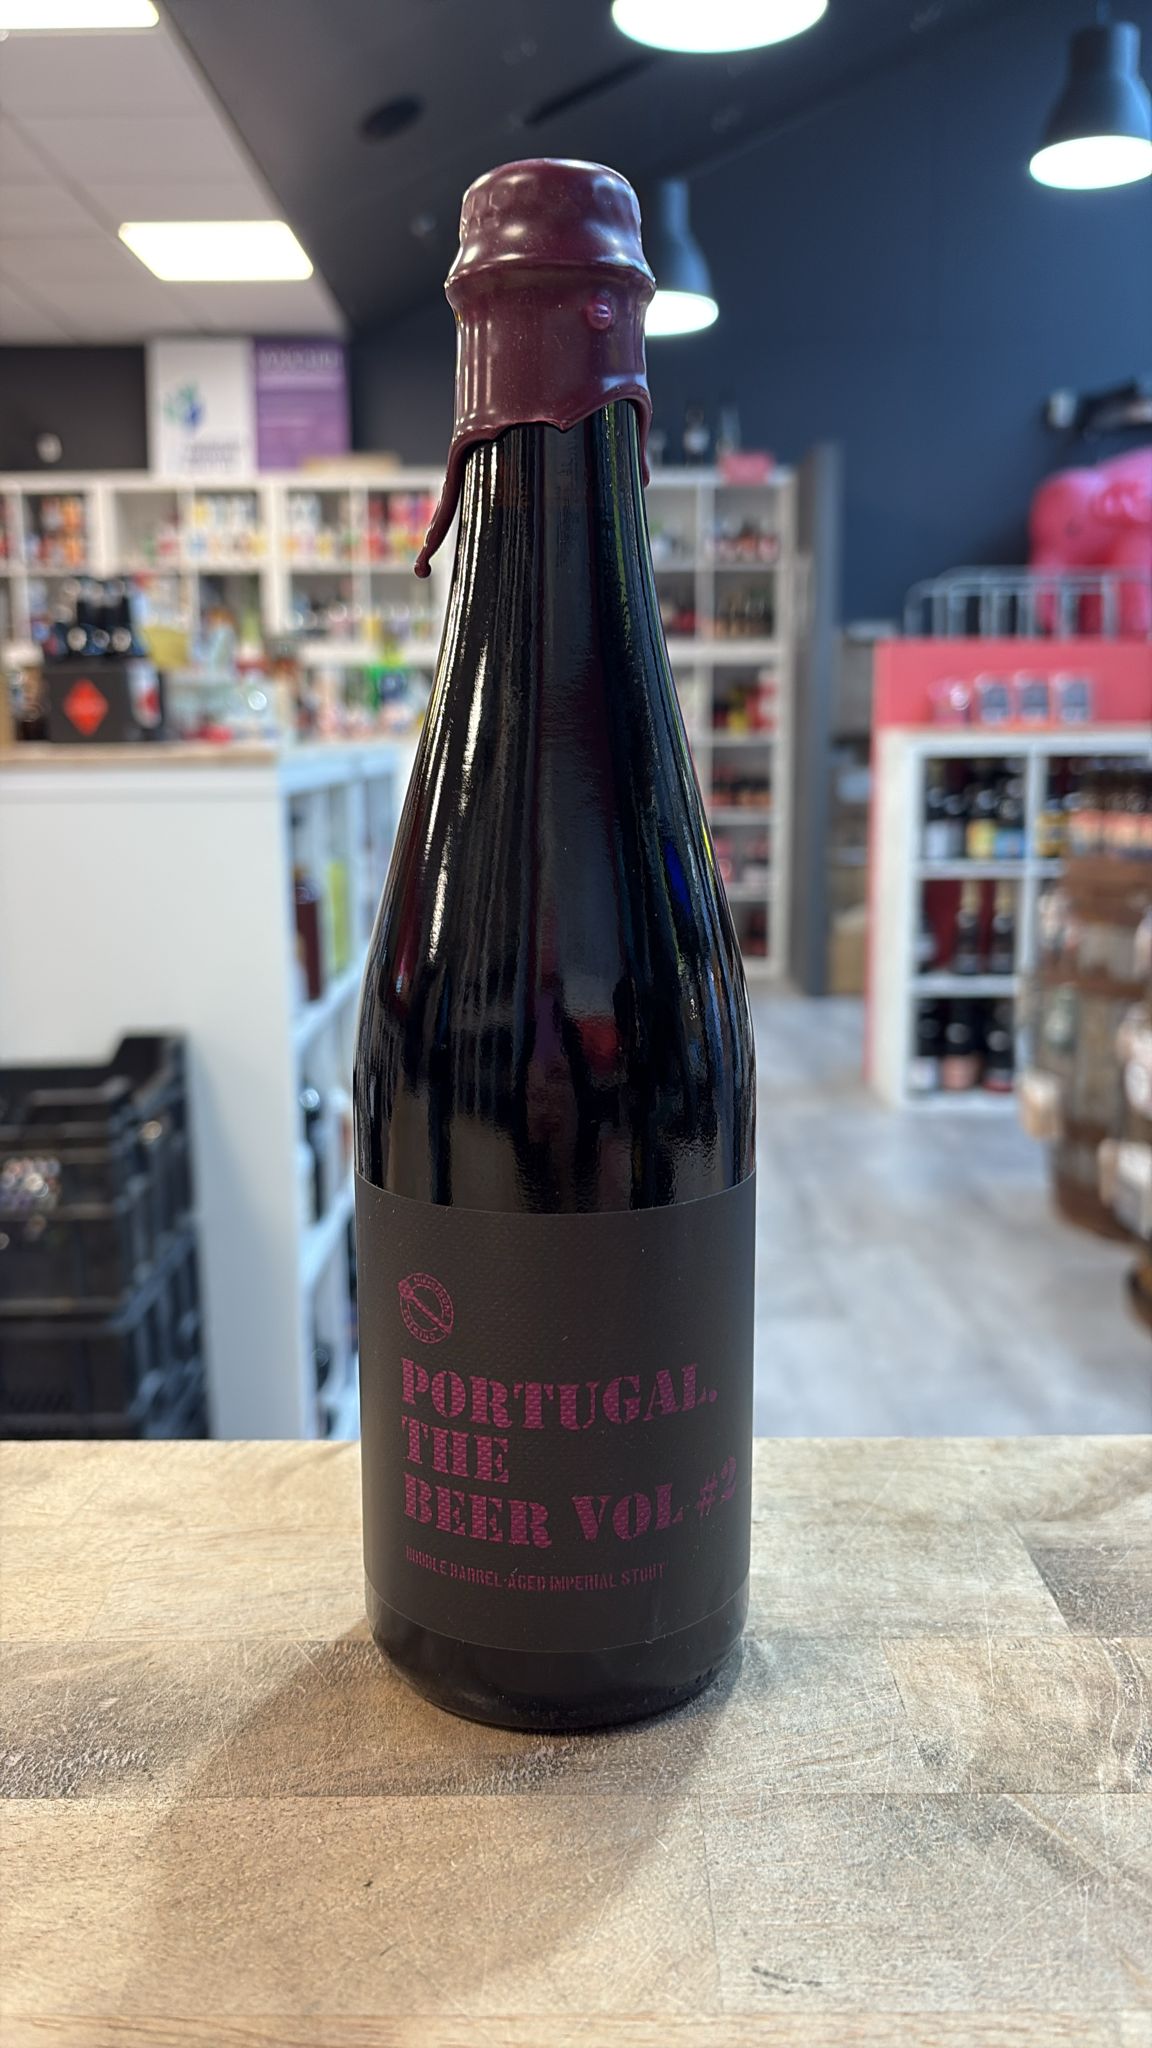 PORTUGAL.
THE
BEER VOL #2
DOUBLE BARREL-AGED IMPERIAL STOUT